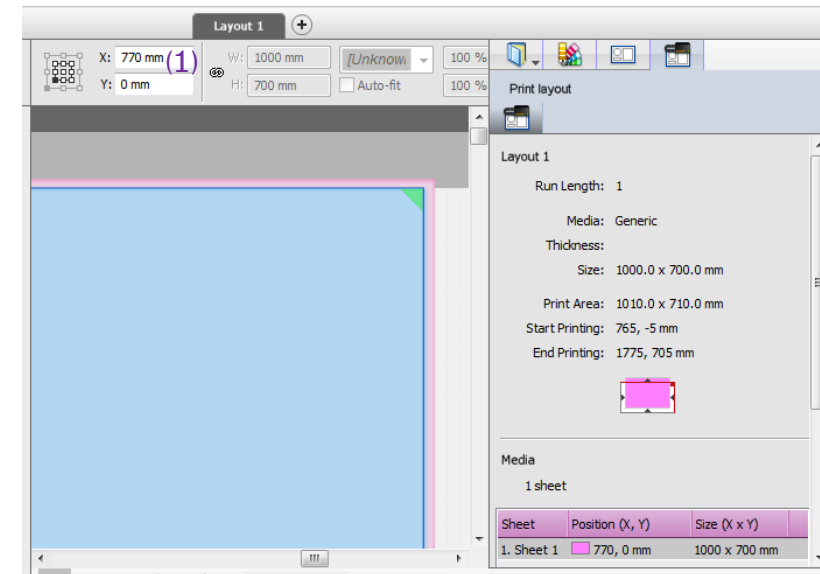 Layout 1
X: 770 mm (1) W: 1000 mm [Unknow 100 %
Y: 0 mm H: 700 mm Auto-fit 100 %
Print layout
Layout 1
Run Length: 1
Media: Generic
Thickness:
Size: 1000.0 x 700.0 mm
Print Area: 1010.0 x 710.0 mm
Start Printing: 765, -5 mm
End Printing: 1775, 705 mm
Media
1 sheet
Sheet Position (X, Y) Size (X x Y)
1. Sheet 1 770, 0 mm 1000 x 700 mm